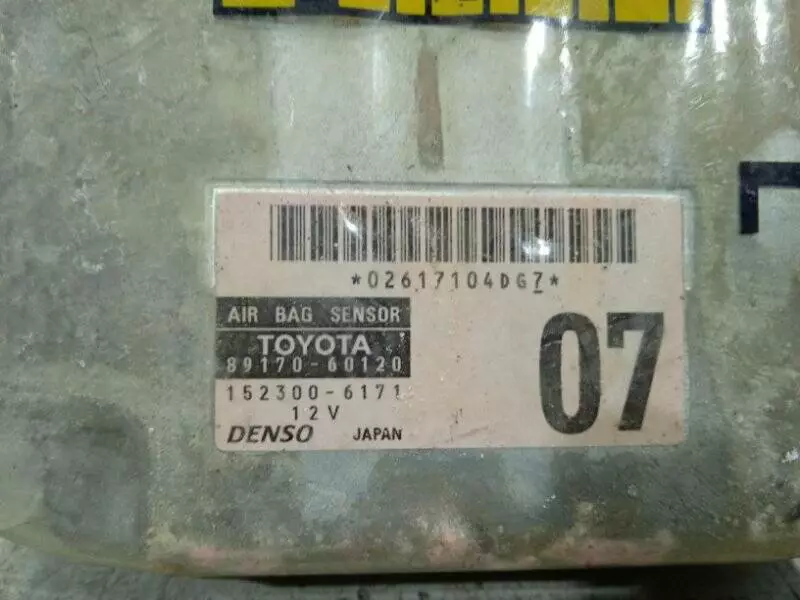 *02617104DG7*
AIR BAG SENSOR
TOYOTA
89170-60120
152300-6171
12V
DENSO JAPAN
07